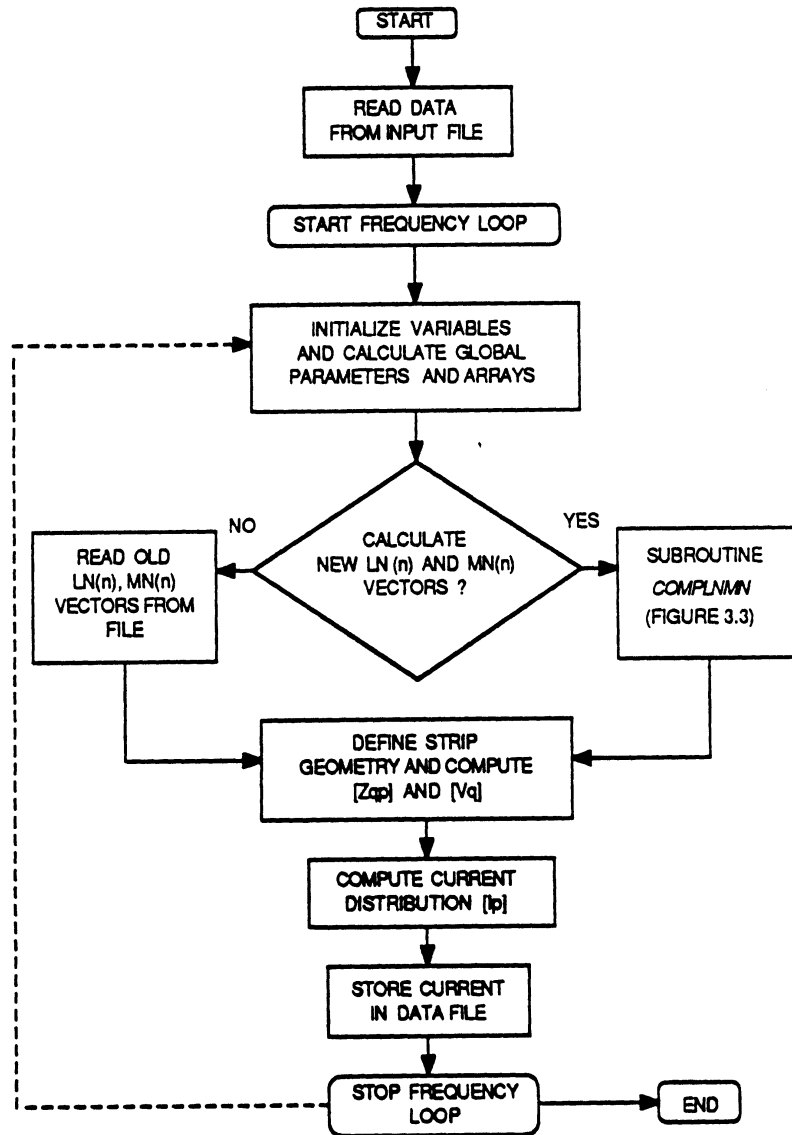 START
READ DATA
FROM INPUT FILE
START FREQUENCY LOOP
INITIALIZE VARIABLES
AND CALCULATE GLOBAL
PARAMETERS AND ARRAYS
NO
CALCULATE
NEW LN (n) AND MN(n)
VECTORS ?
YES
READ OLD
LN(n), MN(n)
VECTORS FROM
FILE
SUBROUTINE
COMPLNMN
(FIGURE 3.3)
DEFINE STRIP
GEOMETRY AND COMPUTE
[Zqp] AND [Vq]
COMPUTE CURRENT
DISTRIBUTION [Ip]
STORE CURRENT
IN DATA FILE
STOP FREQUENCY
LOOP
END